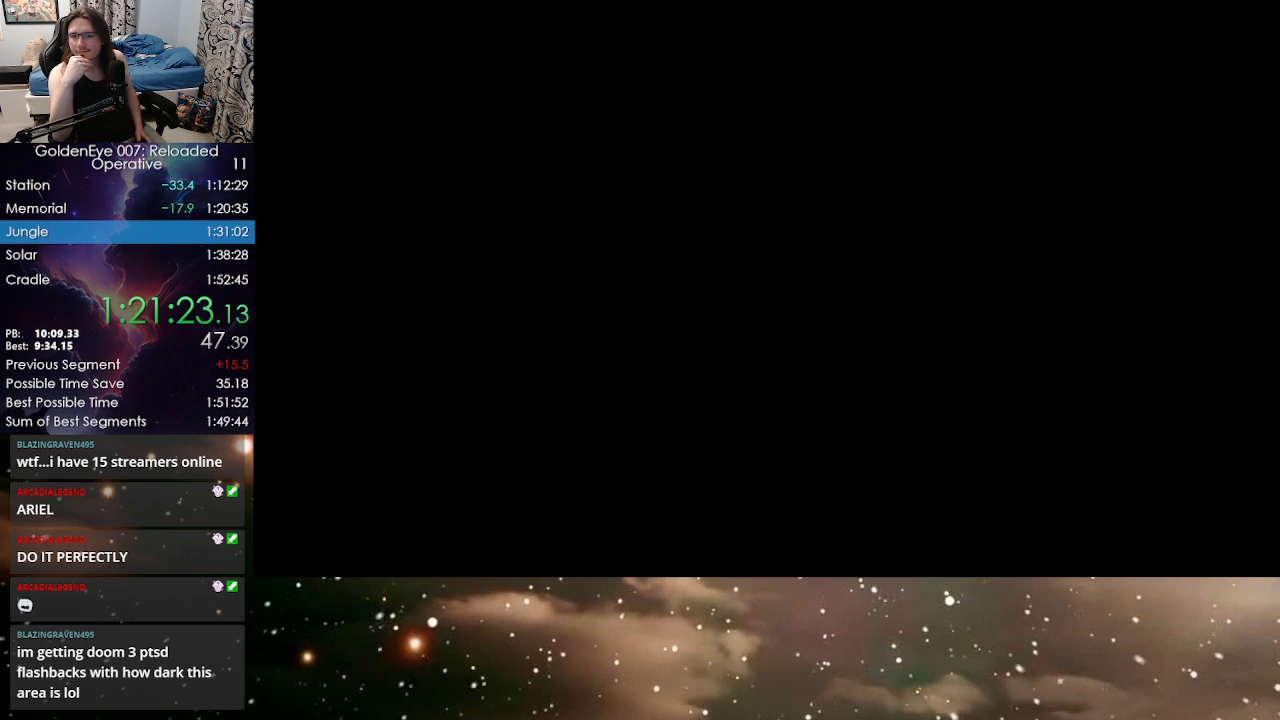 GoldenEye 007: Reloaded
Operative 11
Station −33.4 1:12:29
Memorial −17.9 1:20:35
Jungle 1:31:02
Solar 1:38:28
Cradle 1:52:45
1:21:23.13
PB: 10:09.33
47.39
Best: 9:34.15
Previous Segment +15.5
Possible Time Save 35.18
Best Possible Time 1:51:52
Sum of Best Segments 1:49:44
BLAZINGRAVEN495
wtf...i have 15 streamers online
ARCADIALEGEND
ARIEL
ARCADIALEGEND
DO IT PERFECTLY
ARCADIALEGEND
BLAZINGRAVEN495
im getting doom 3 ptsd
flashbacks with how dark this
area is lol